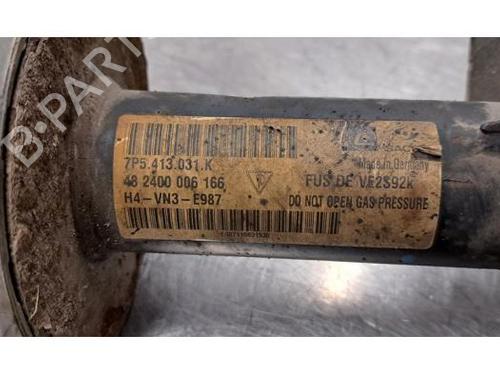 B-PARTS
Made in Germany
7P5.413.031.K
48 2400 006 166
FUS DE VE2S92k
H4-VN3-E987
DO NOT OPEN GAS PRESSURE